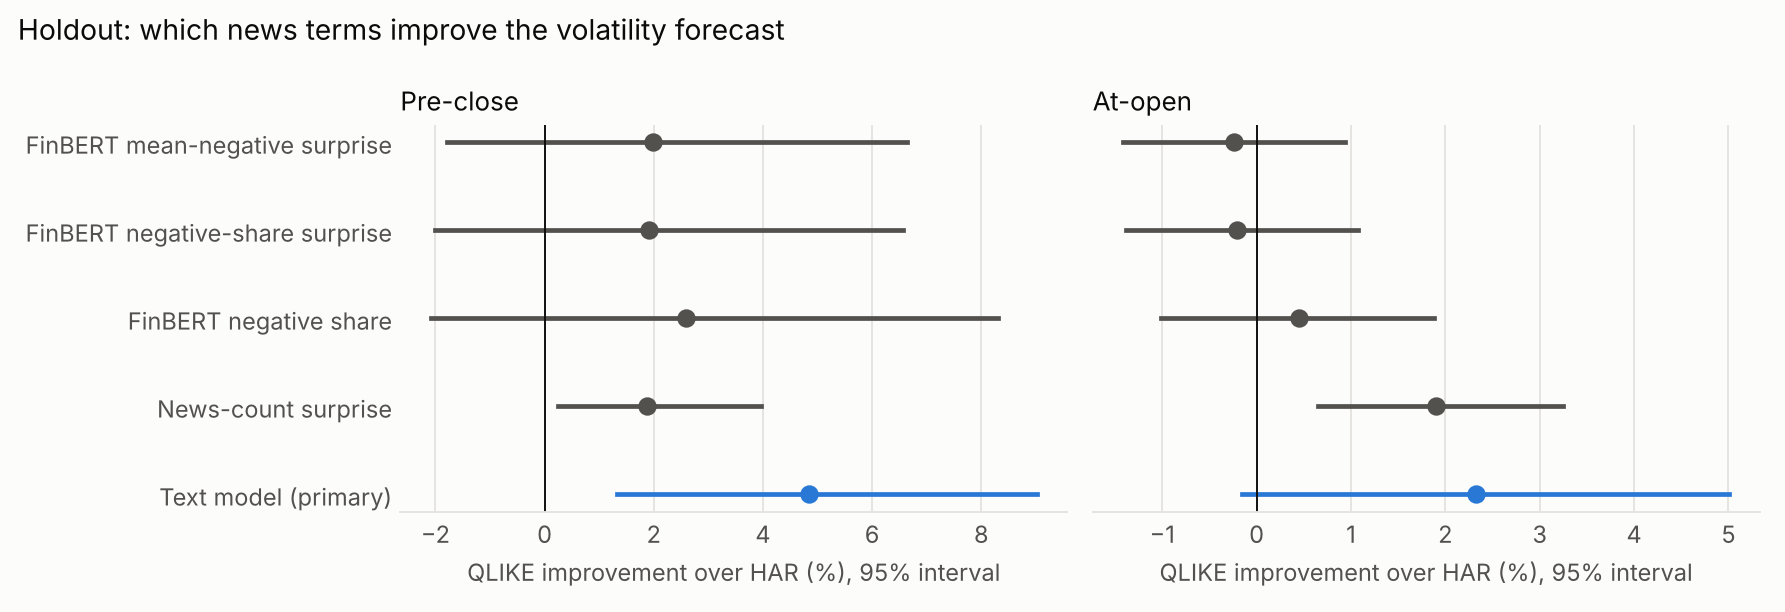 Holdout: which news terms improve the volatility forecast
Pre-close
At-open
FinBERT mean-negative surprise
FinBERT negative-share surprise
FinBERT negative share
News-count surprise
Text model (primary)
−2 0 2 4 6 8
−1 0 1 2 3 4 5
QLIKE improvement over HAR (%), 95% interval
QLIKE improvement over HAR (%), 95% interval